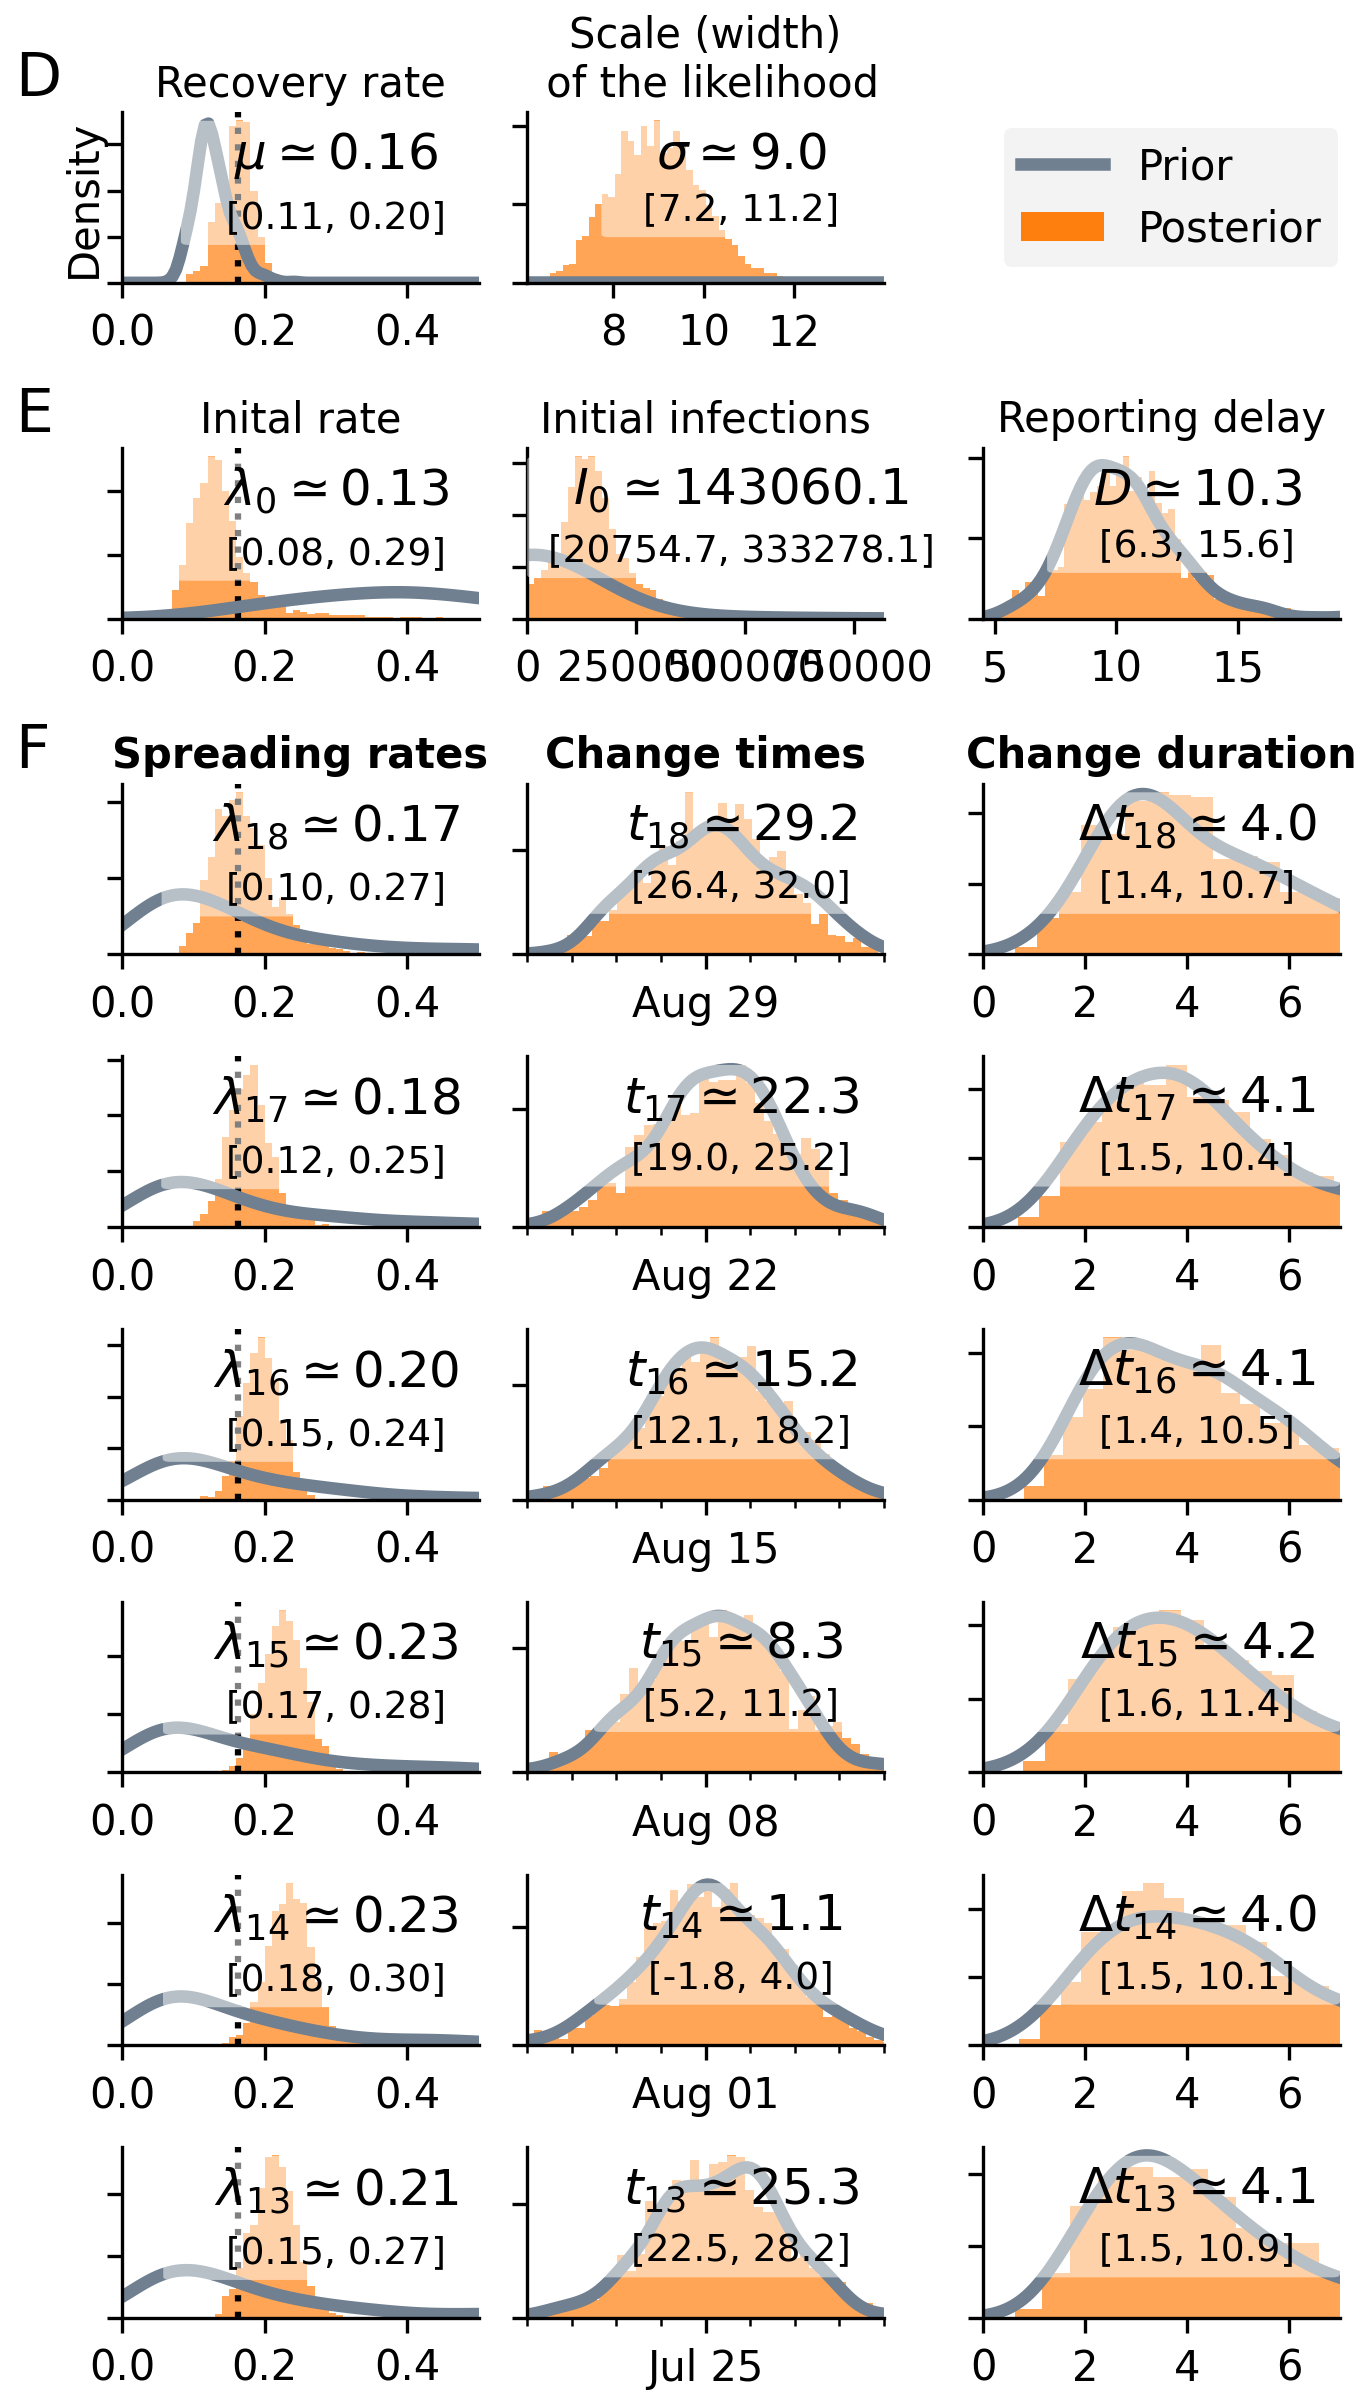 D
Recovery rate
Scale (width)
of the likelihood
Density
μ ≃ 0.16
[0.11, 0.20]
0.0 0.2 0.4
σ ≃ 9.0
[7.2, 11.2]
8 10 12
Prior
Posterior
E
Inital rate
λ0 ≃ 0.13
[0.08, 0.29]
0.0 0.2 0.4
Initial infections
I0 ≃ 143060.1
[20754.7, 333278.1]
0 250000 500000 750000
Reporting delay
D ≃ 10.3
[6.3, 15.6]
5 10 15
F
Spreading rates
Change times
Change duration
λ18 ≃ 0.17
[0.10, 0.27]
0.0 0.2 0.4
t18 ≃ 29.2
[26.4, 32.0]
Aug 29
Δt18 ≃ 4.0
[1.4, 10.7]
0 2 4 6
λ17 ≃ 0.18
[0.12, 0.25]
0.0 0.2 0.4
t17 ≃ 22.3
[19.0, 25.2]
Aug 22
Δt17 ≃ 4.1
[1.5, 10.4]
0 2 4 6
λ16 ≃ 0.20
[0.15, 0.24]
0.0 0.2 0.4
t16 ≃ 15.2
[12.1, 18.2]
Aug 15
Δt16 ≃ 4.1
[1.4, 10.5]
0 2 4 6
λ15 ≃ 0.23
[0.17, 0.28]
0.0 0.2 0.4
t15 ≃ 8.3
[5.2, 11.2]
Aug 08
Δt15 ≃ 4.2
[1.6, 11.4]
0 2 4 6
λ14 ≃ 0.23
[0.18, 0.30]
0.0 0.2 0.4
t14 ≃ 1.1
[-1.8, 4.0]
Aug 01
Δt14 ≃ 4.0
[1.5, 10.1]
0 2 4 6
λ13 ≃ 0.21
[0.15, 0.27]
0.0 0.2 0.4
t13 ≃ 25.3
[22.5, 28.2]
Jul 25
Δt13 ≃ 4.1
[1.5, 10.9]
0 2 4 6